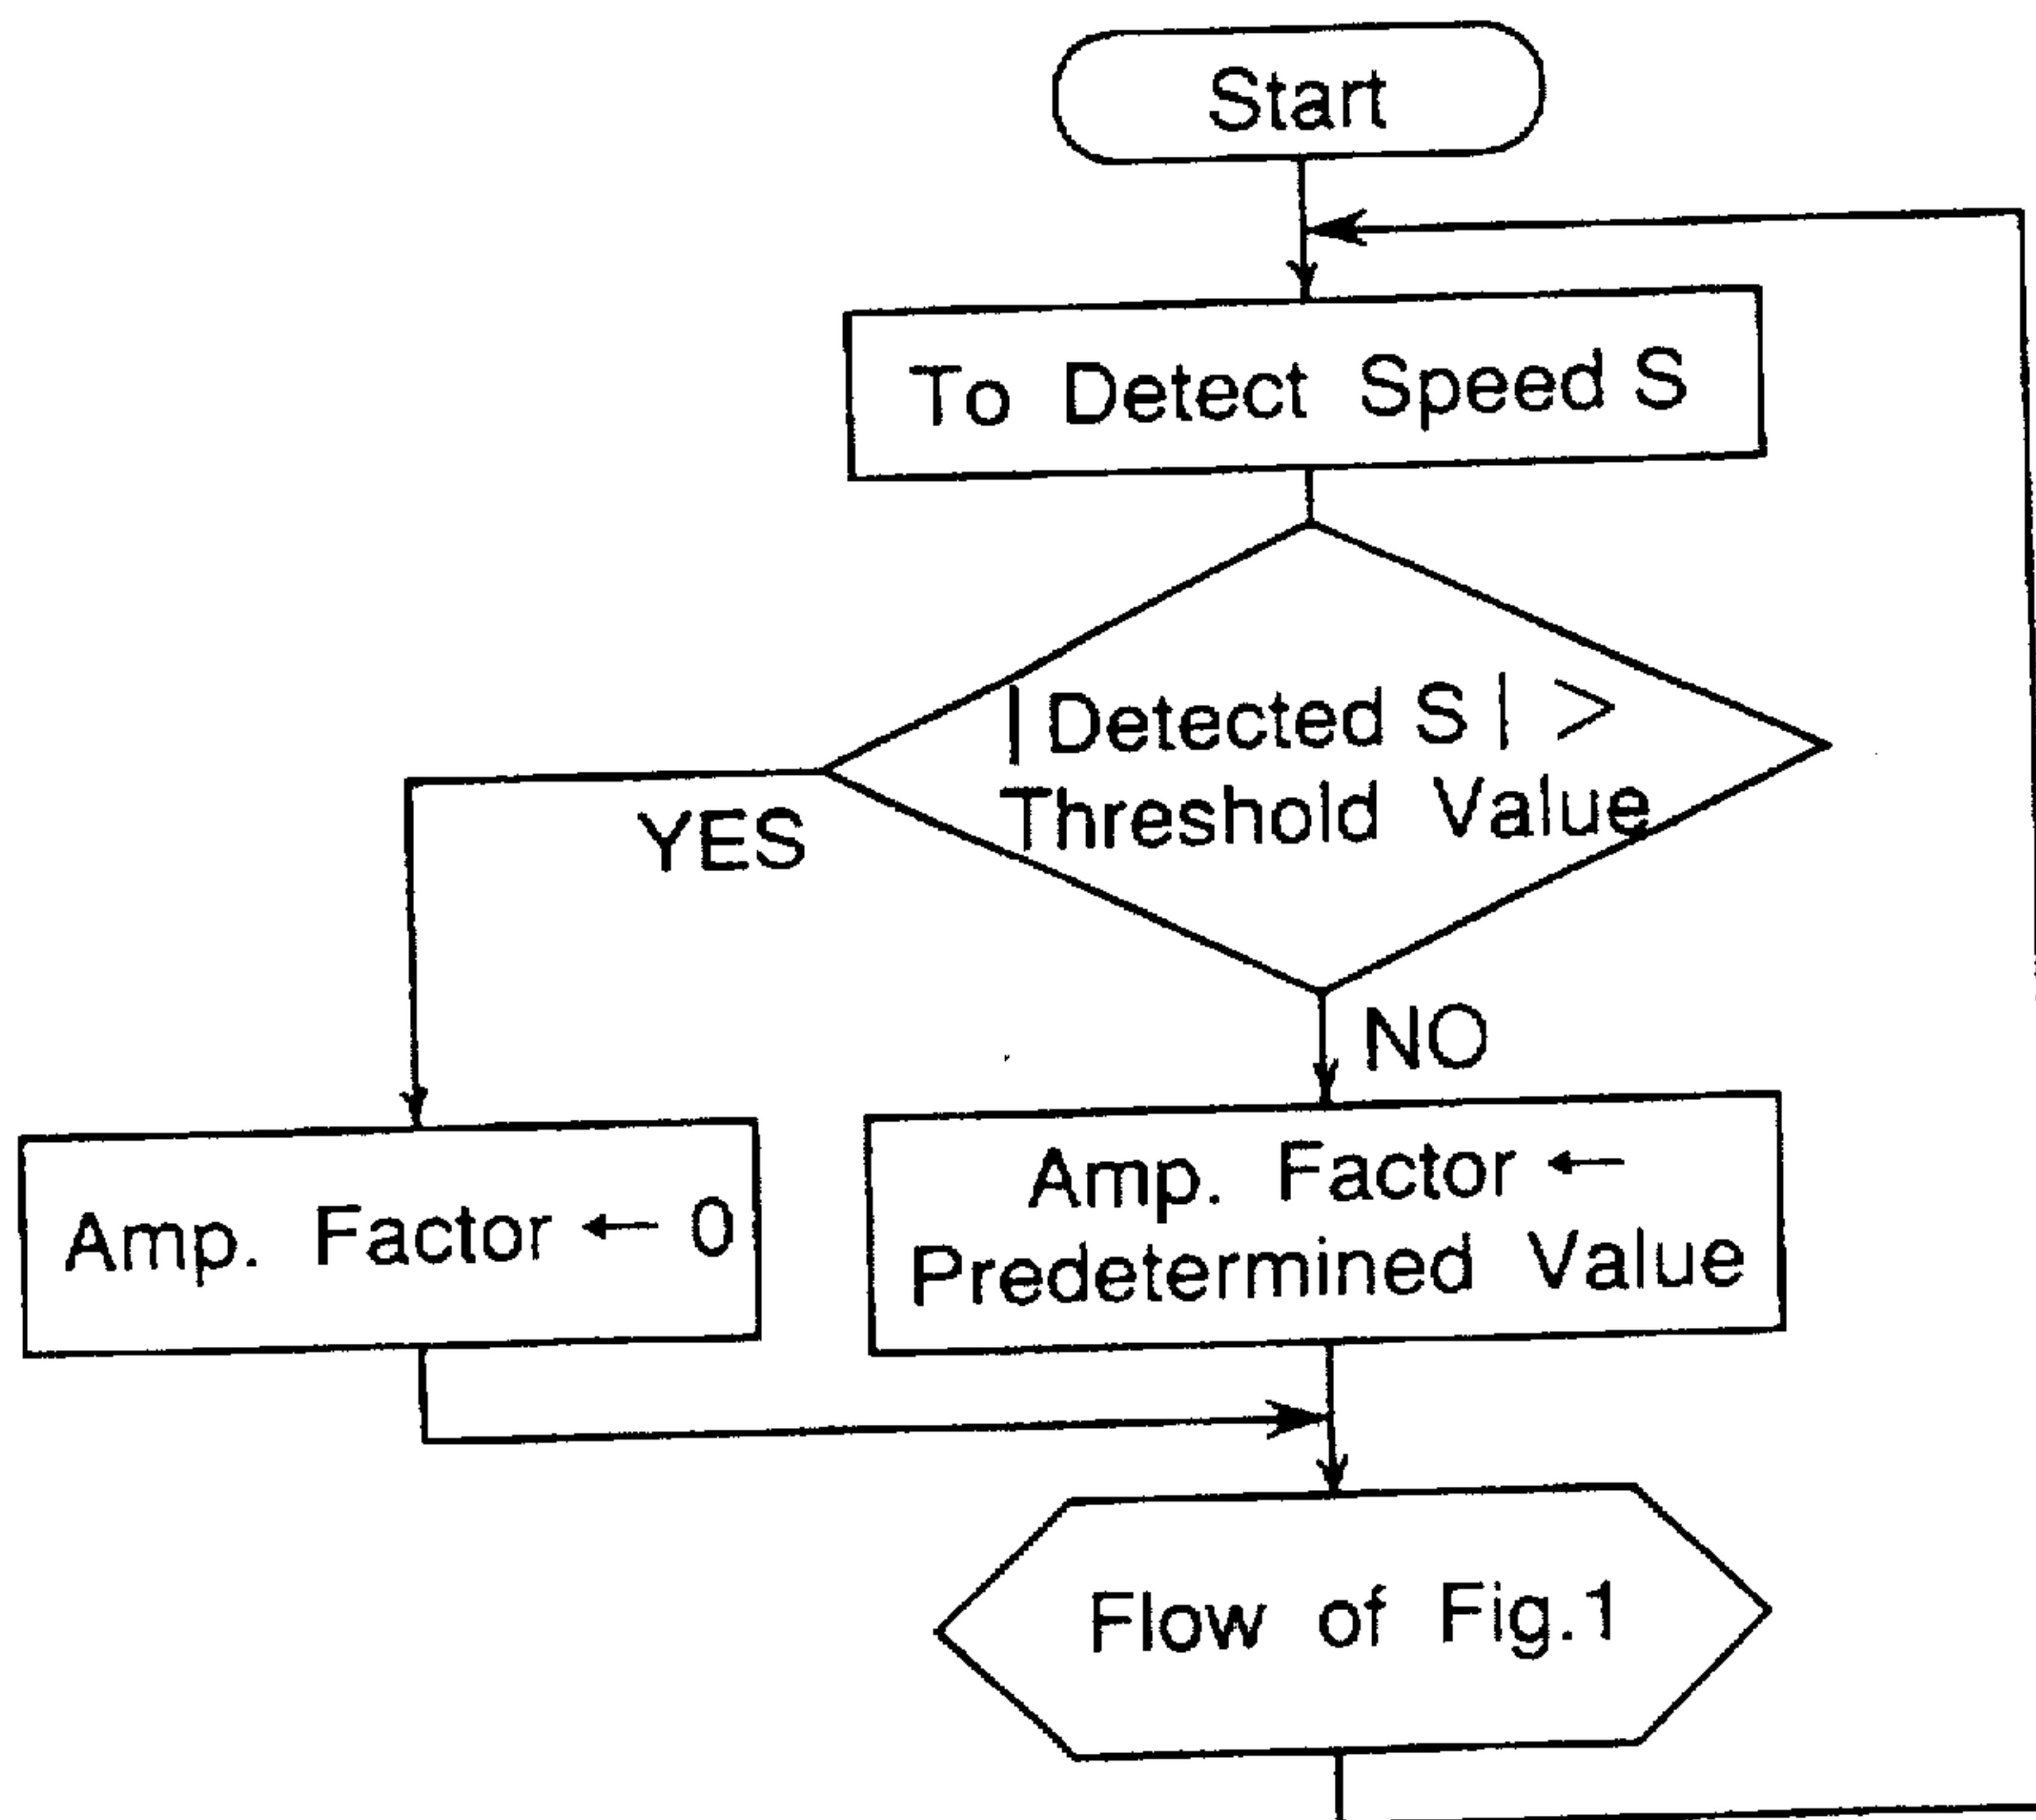 Start
To Detect Speed S
| Detected S | >
Threshold Value
YES
NO
Amp. Factor ← 0
Amp. Factor ←
Predetermined Value
Flow of Fig.1